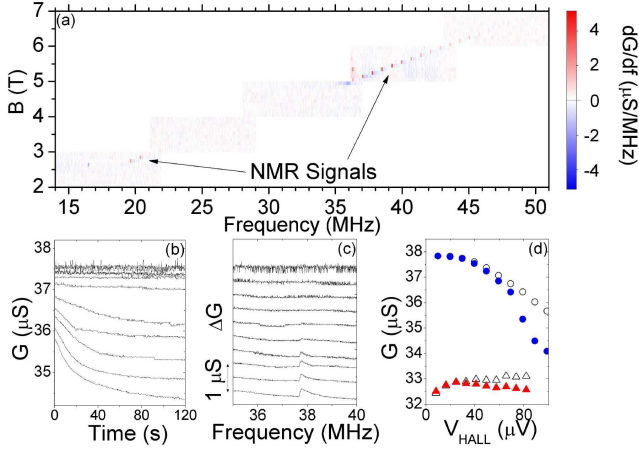 (a)
7
6
5
4
3
2
B (T)
NMR Signals
15 20 25 30 35 40 45 50
Frequency (MHz)
4
2
0
-2
-4
dG/df (μS/MHz)
(b)
38
37
36
35
G (μS)
0 40 80 120
Time (s)
(c)
ΔG
1 μS
36 38 40
Frequency (MHz)
(d)
38
37
36
35
34
33
32
G (μS)
0 40 80
V HALL (μV)